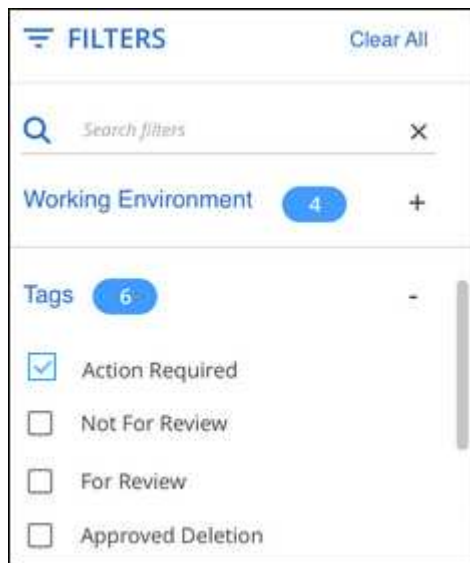 FILTERS Clear All
Search filters ×
Working Environment 4 +
Tags 6 -
Action Required
Not For Review
For Review
Approved Deletion